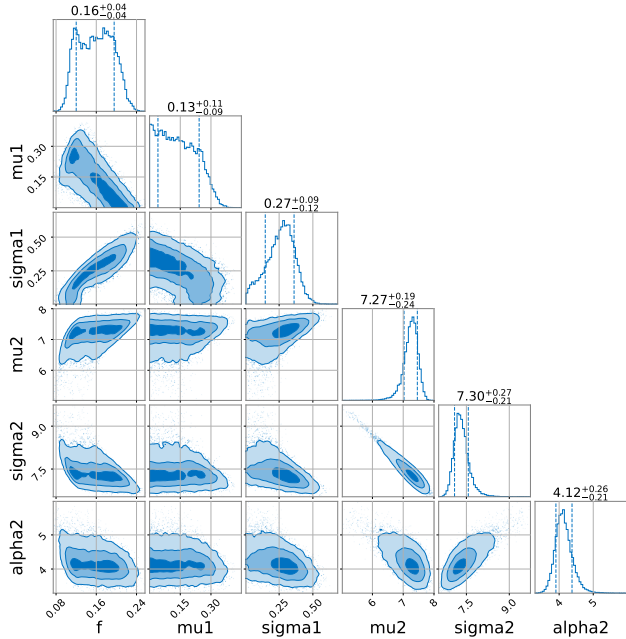 0.16+0.04−0.04
mu1
0.30
0.15
0.13+0.11−0.09
sigma1
0.50
0.25
0.27+0.09−0.12
mu2
8
7
6
7.27+0.19−0.24
sigma2
9.0
7.5
7.30+0.27−0.21
alpha2
5
4
4.12+0.26−0.21
0.08 0.16 0.24 0.15 0.30 0.25 0.50 6 7 8 7.5 9.0 4 5
f mu1 sigma1 mu2 sigma2 alpha2